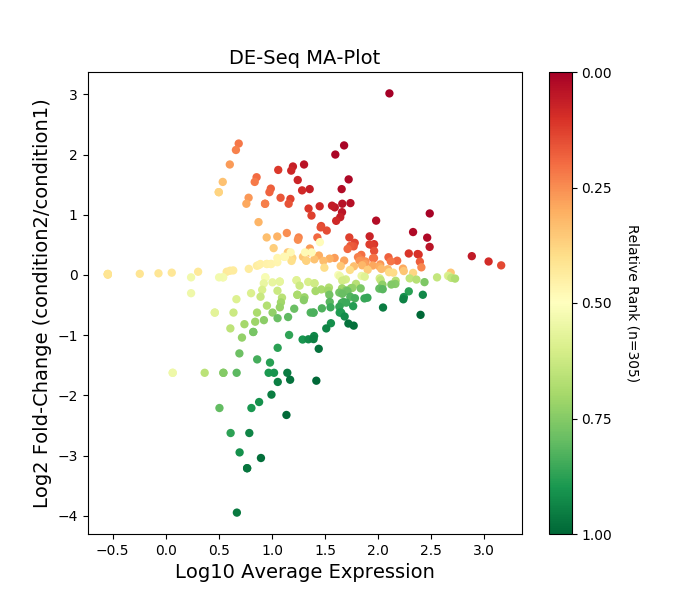 DE-Seq MA-Plot
Log2 Fold-Change (condition2/condition1)
3
2
1
0
−1
−2
−3
−4
−0.5 0.0 0.5 1.0 1.5 2.0 2.5 3.0
Log10 Average Expression
0.00
0.25
0.50
0.75
1.00
Relative Rank (n=305)